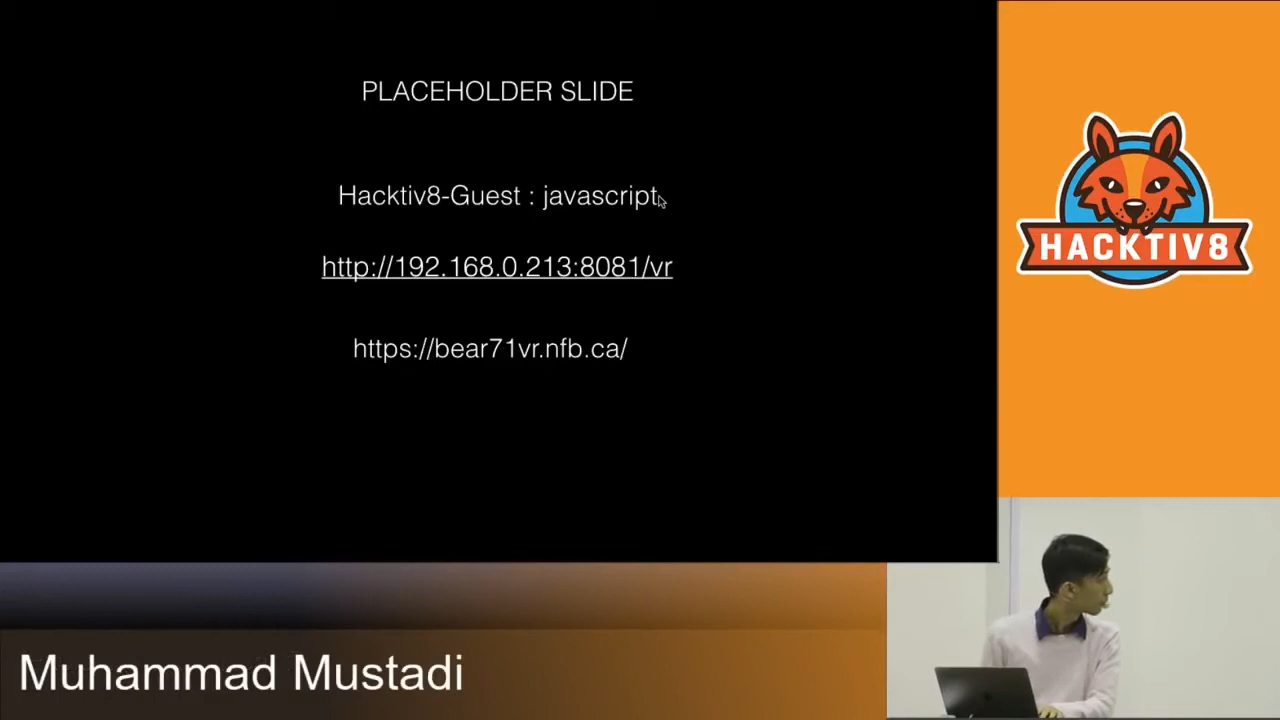 PLACEHOLDER SLIDE
Hacktiv8-Guest : javascript
http://192.168.0.213:8081/vr
https://bear71vr.nfb.ca/
HACKTIV8
Muhammad Mustadi